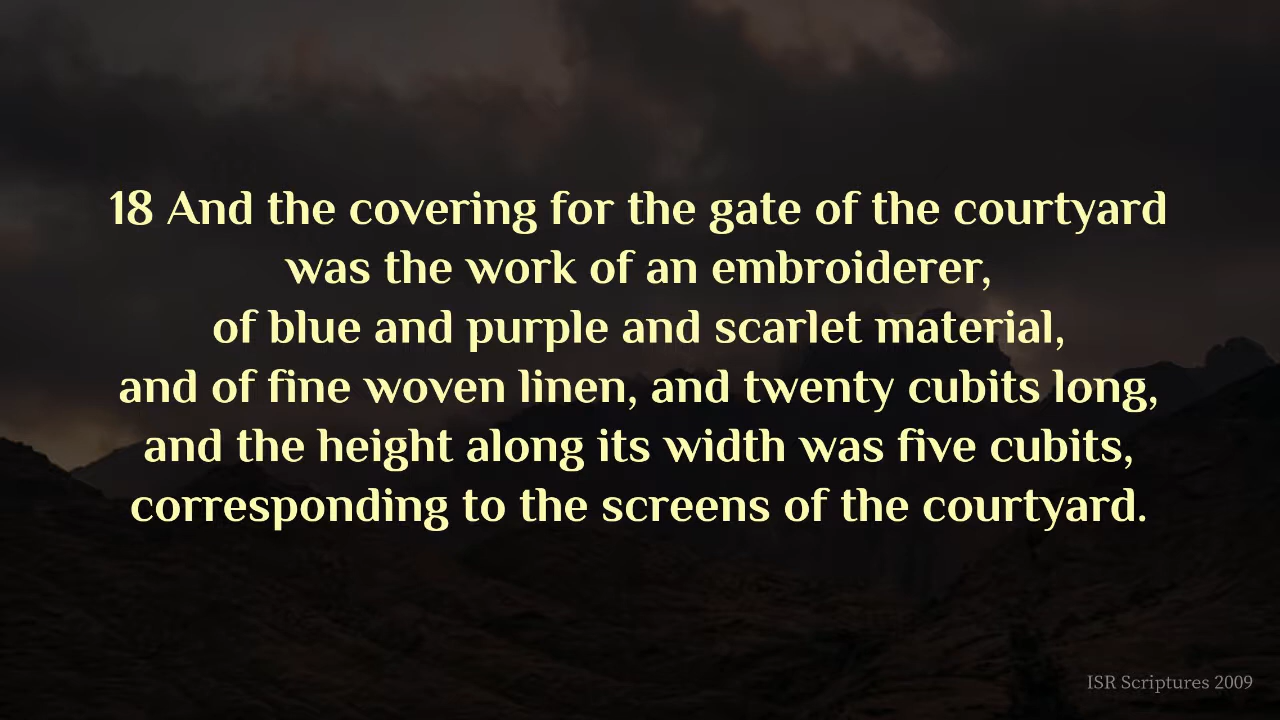 18 And the covering for the gate of the courtyard
was the work of an embroiderer,
of blue and purple and scarlet material,
and of fine woven linen, and twenty cubits long,
and the height along its width was five cubits,
corresponding to the screens of the courtyard.
ISR Scriptures 2009